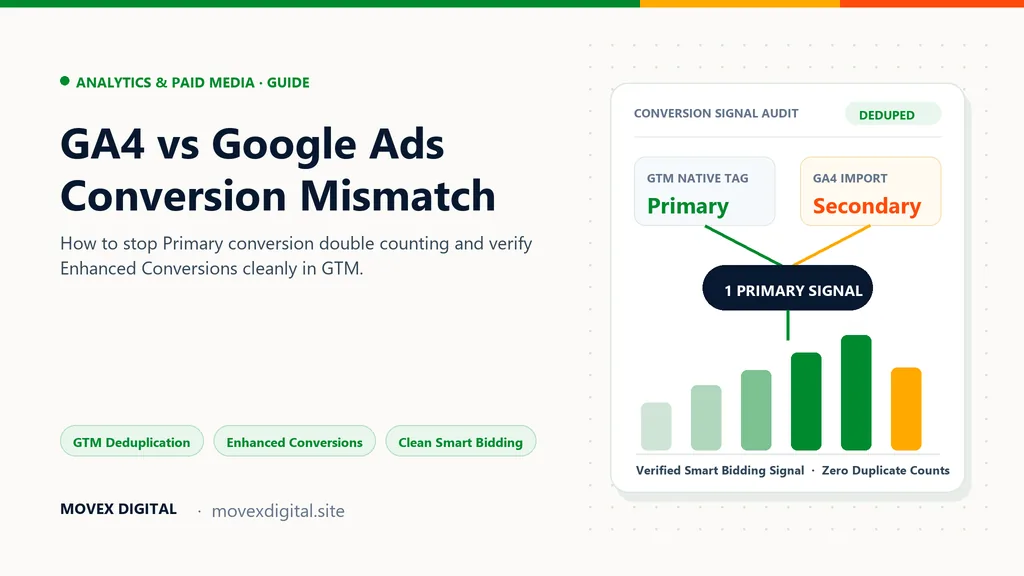 ANALYTICS & PAID MEDIA · GUIDE
GA4 vs Google Ads
Conversion Mismatch
How to stop Primary conversion double counting and verify
Enhanced Conversions cleanly in GTM.
GTM Deduplication
Enhanced Conversions
Clean Smart Bidding
MOVEX DIGITAL · movexdigital.site
CONVERSION SIGNAL AUDIT
DEDUPED
GTM NATIVE TAG
Primary
GA4 IMPORT
Secondary
1 PRIMARY SIGNAL
Verified Smart Bidding Signal · Zero Duplicate Counts